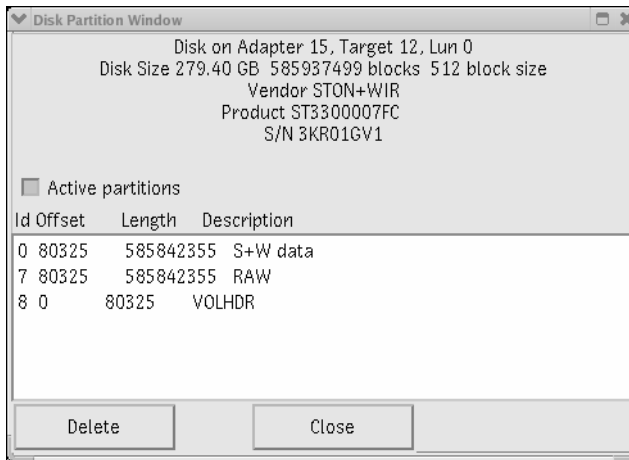 Disk Partition Window
Disk on Adapter 15, Target 12, Lun 0
Disk Size 279.40 GB 585937499 blocks 512 block size
Vendor STON+WIR
Product ST3300007FC
S/N 3KR01GV1
Active partitions
Id Offset Length Description
0 80325 585842355 S+W data
7 80325 585842355 RAW
8 0 80325 VOLHDR
Delete Close